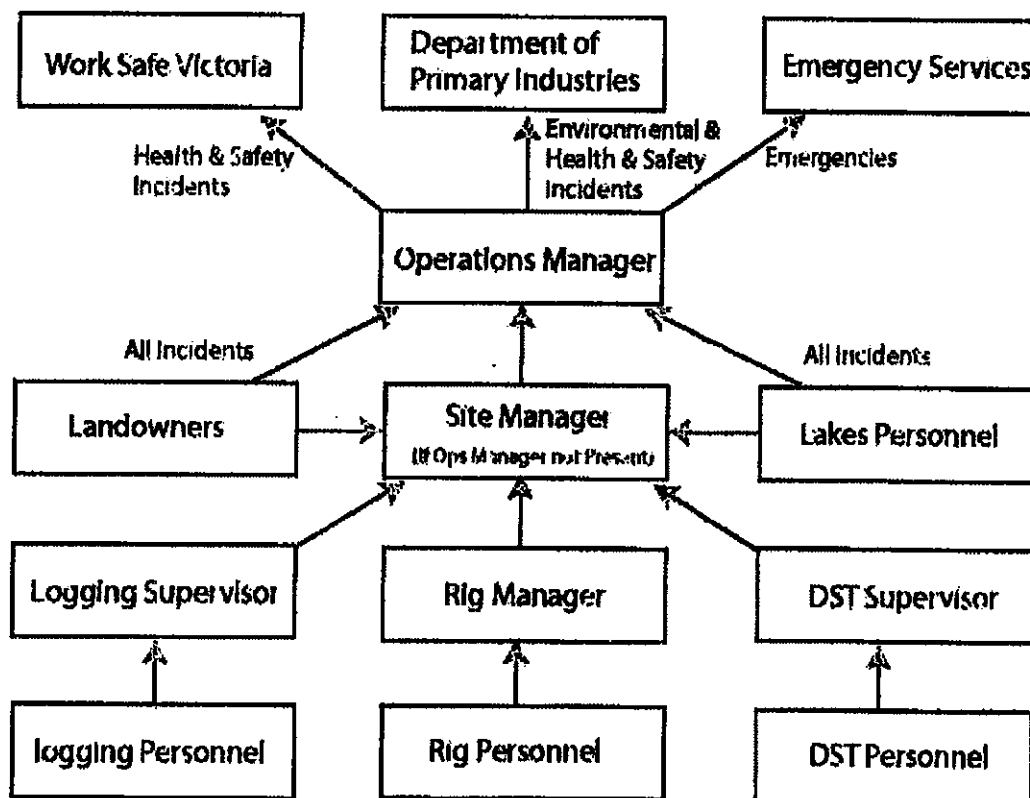 Work Safe Victoria
Department of
Primary Industries
Emergency Services
Health & Safety
Incidents
Environmental &
Health & Safety
Incidents
Emergencies
Operations Manager
All Incidents
All Incidents
Landowners
Site Manager
(If Ops Manager not Present)
Lakes Personnel
Logging Supervisor
Rig Manager
DST Supervisor
logging Personnel
Rig Personnel
DST Personnel